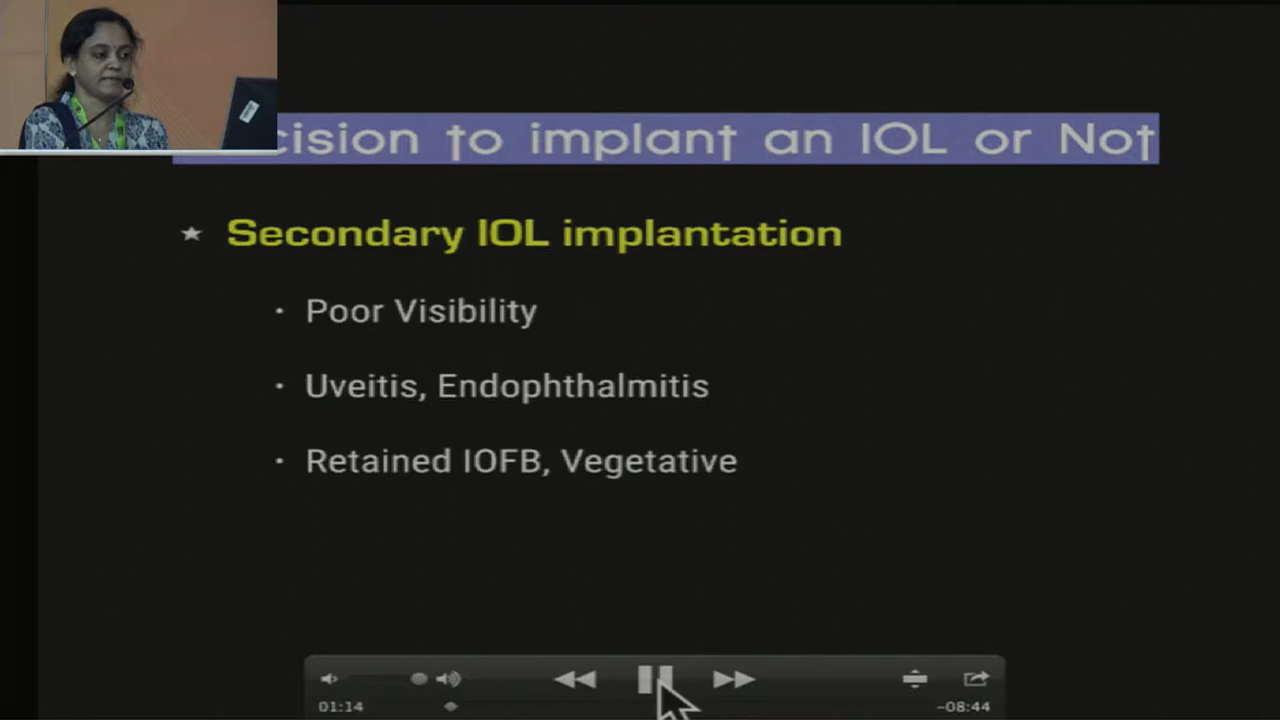 cision to implant an IOL or Not
Secondary IOL implantation
Poor Visibility
Uveitis, Endophthalmitis
Retained IOFB, Vegetative
01:14
-08:44